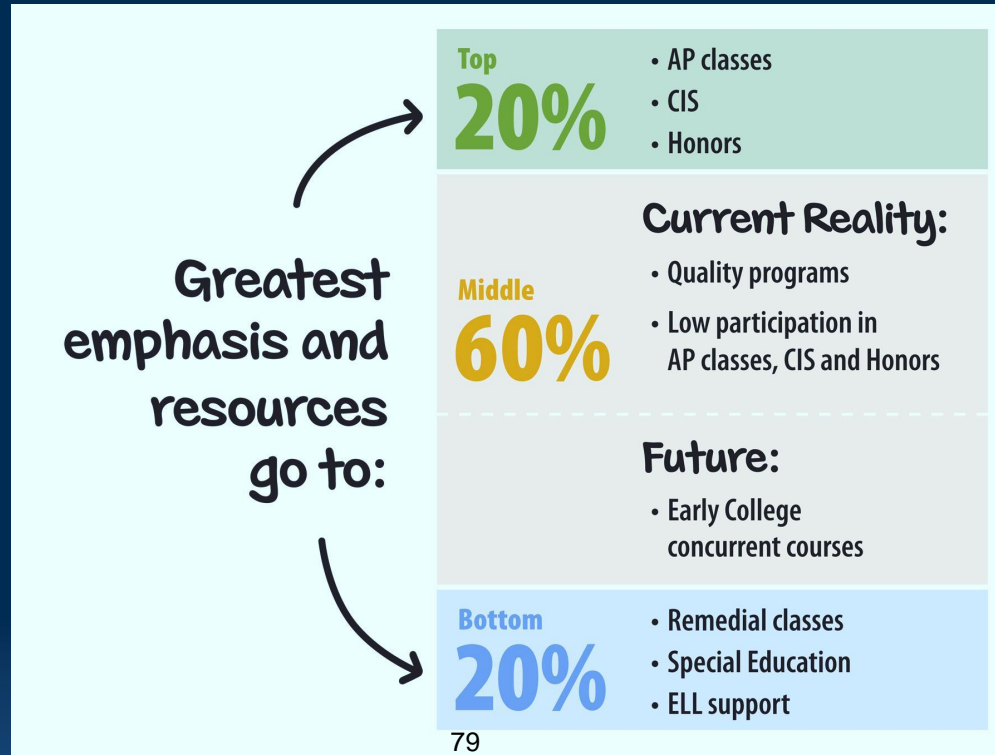 Greatest
emphasis and
resources
go to:
Top
20%
• AP classes
• CIS
• Honors
Middle
60%
Current Reality:
• Quality programs
• Low participation in
AP classes, CIS and Honors
Future:
• Early College
concurrent courses
Bottom
20%
• Remedial classes
• Special Education
• ELL support
79